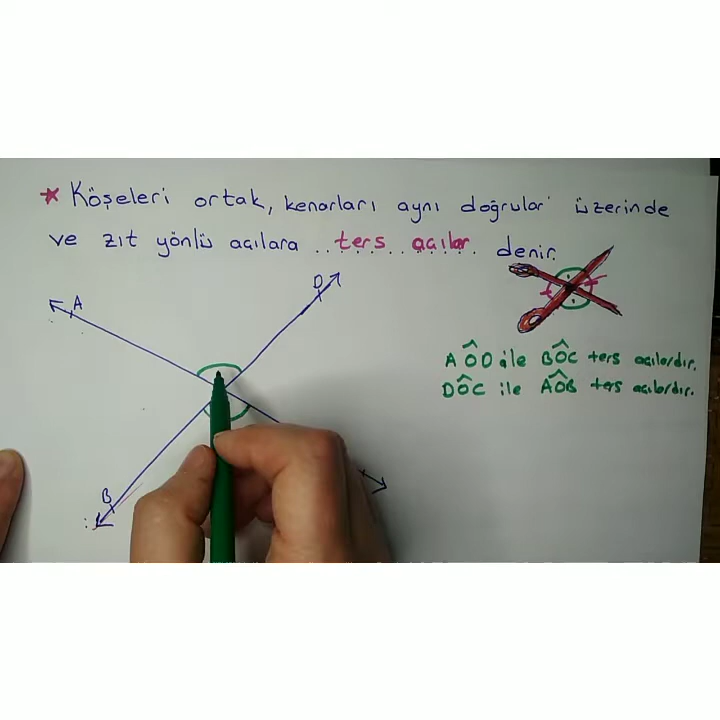 * Köşeleri ortak, kenarları aynı doğrular üzerinde
ve zıt yönlü açılara ..ters açılar.. denir.
A
D
AÔD ile BÔC ters açılardır.
DÔC ile AÔB ters açılardır.
B